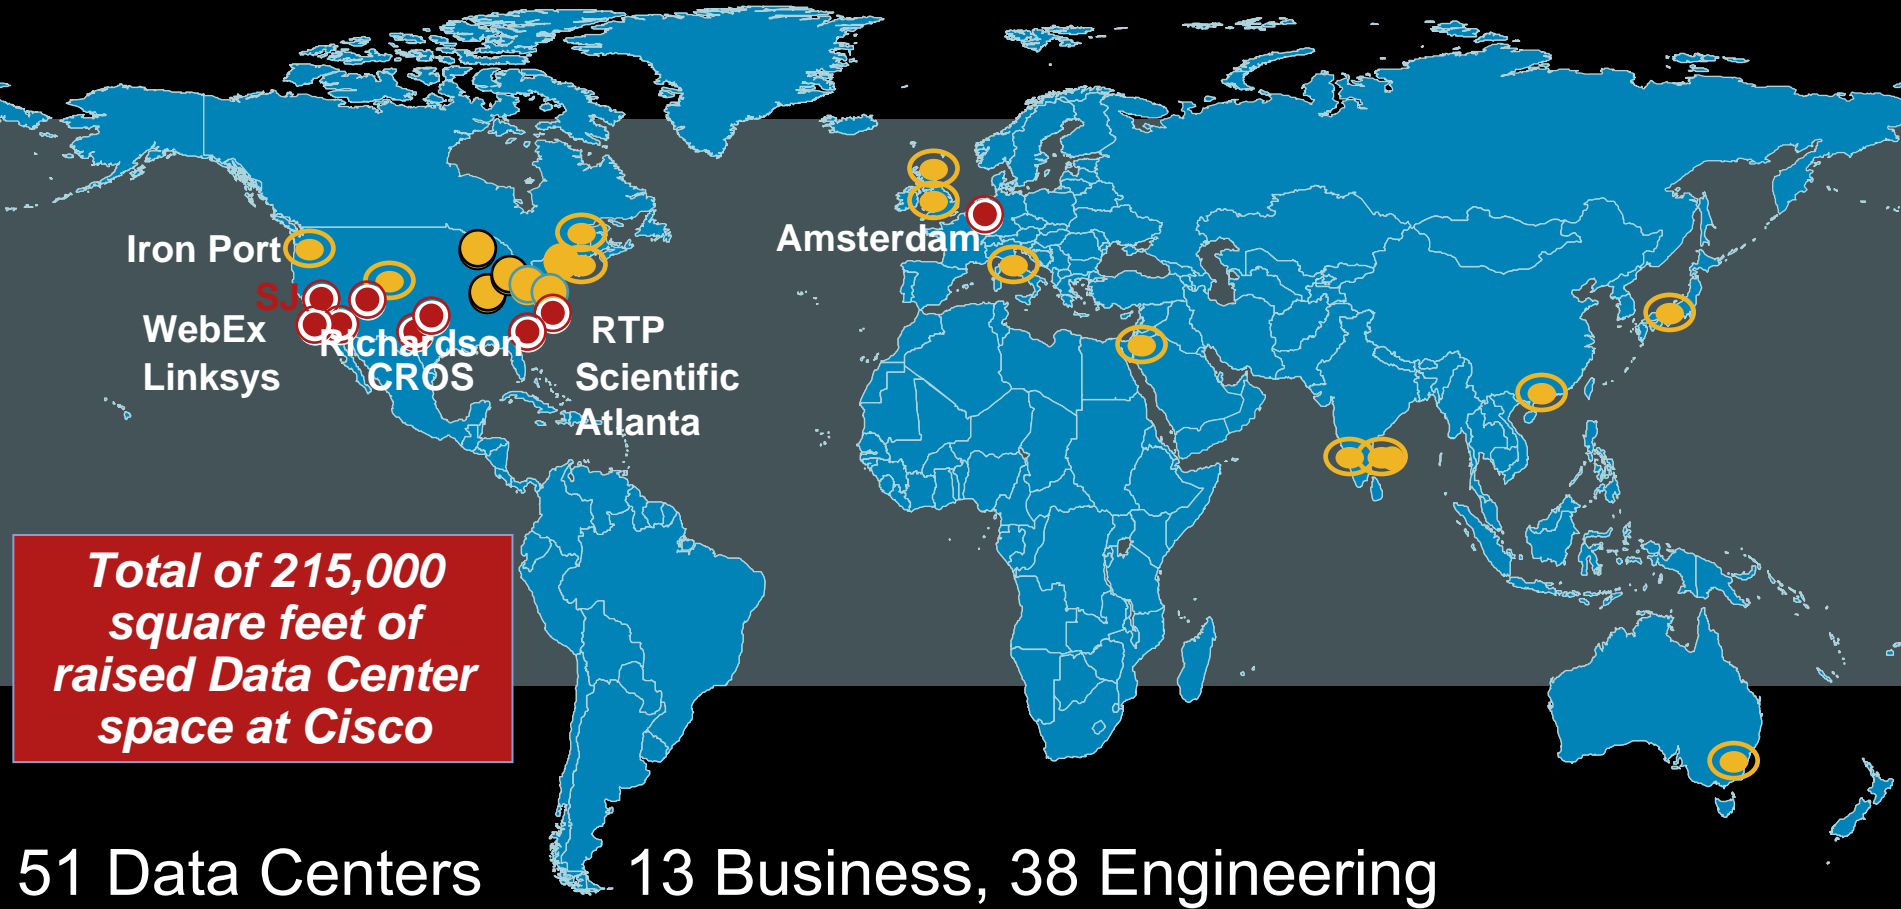 Iron Port
SJ
WebEx
Linksys
Richardson
CROS
RTP
Scientific
Atlanta
Amsterdam
Total of 215,000
square feet of
raised Data Center
space at Cisco
51 Data Centers
13 Business, 38 Engineering